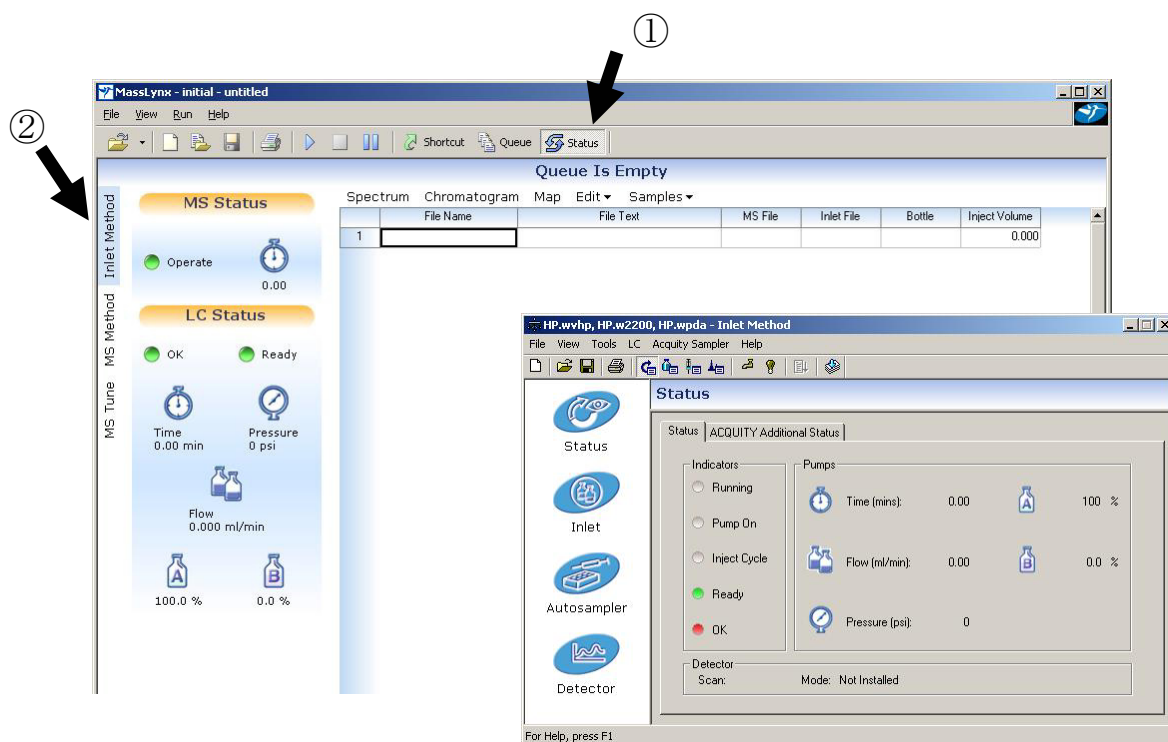 ①
②
MassLynx - initial - untitled
File View Run Help
Shortcut Queue Status
Queue Is Empty
Inlet Method
MS Method
MS Tune
MS Status
Operate
0.00
LC Status
OK Ready
Time Pressure
0.00 min 0 psi
Flow
0.000 ml/min
A B
100.0 % 0.0 %
Spectrum Chromatogram Map Edit Samples
File Name File Text MS File Inlet File Bottle Inject Volume
1 0.000
HP.wvhp, HP.w2200, HP.wpda - Inlet Method
File View Tools LC Acquity Sampler Help
Status
Inlet
Autosampler
Detector
Status
Status ACQUITY Additional Status
Indicators
Running
Pump On
Inject Cycle
Ready
OK
Pumps
Time (mins): 0.00 A 100 %
Flow (ml/min): 0.00 B 0.0 %
Pressure (psi): 0
Detector
Scan: Mode: Not Installed
For Help, press F1